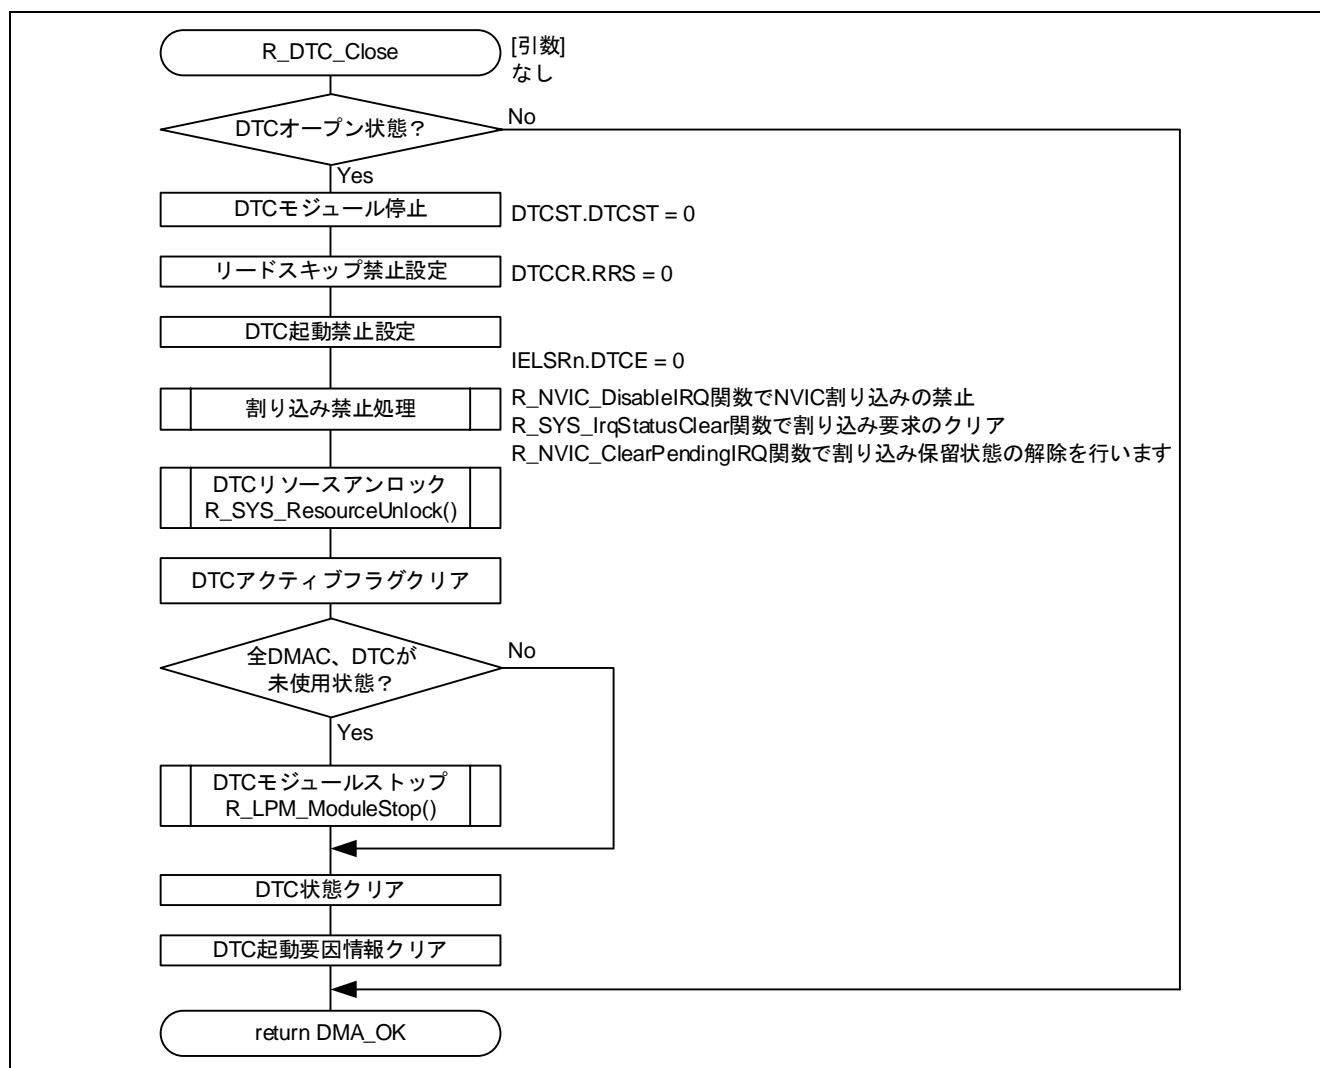 R_DTC_Close
[引数]
なし
DTCオープン状態？
No
Yes
DTCモジュール停止
DTCST.DTCST = 0
リードスキップ禁止設定
DTCCR.RRS = 0
DTC起動禁止設定
IELSRn.DTCE = 0
割り込み禁止処理
R_NVIC_DisableIRQ関数でNVIC割り込みの禁止
R_SYS_IrqStatusClear関数で割り込み要求のクリア
R_NVIC_ClearPendingIRQ関数で割り込み保留状態の解除を行います
DTCリソースアンロック
R_SYS_ResourceUnlock()
DTCアクティブフラグクリア
全DMAC、DTCが
未使用状態？
No
Yes
DTCモジュールストップ
R_LPM_ModuleStop()
DTC状態クリア
DTC起動要因情報クリア
return DMA_OK